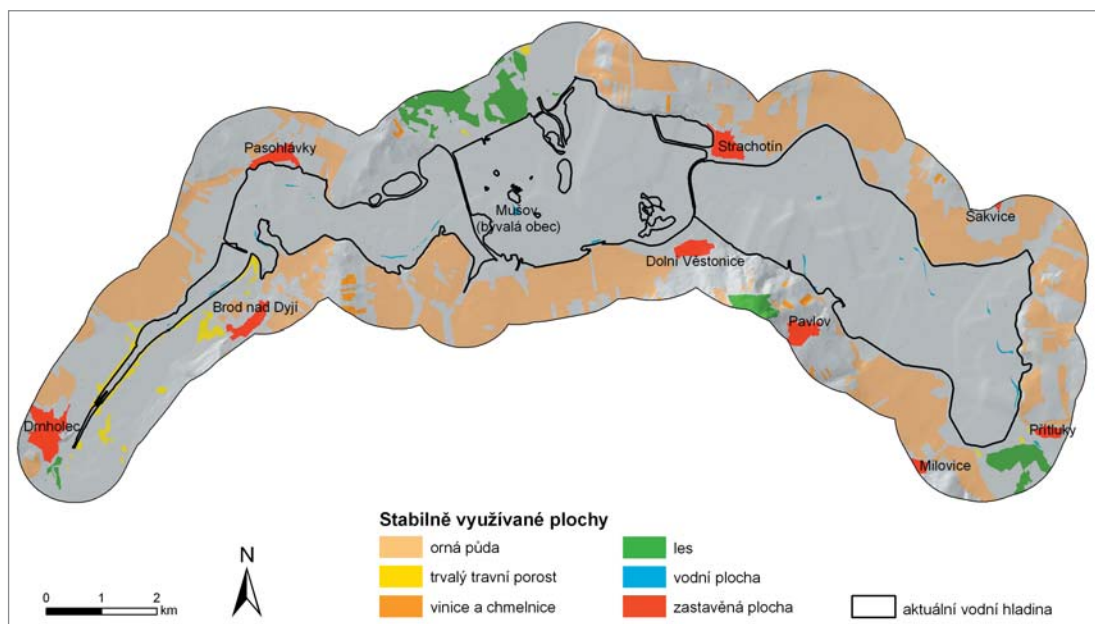 Pasohlávky
Strachotín
Mušov
(bývalá obec)
Šakvice
Dolní Věstonice
Brod nad Dyjí
Pavlov
Drnholec
Přítluky
Milovice
Stabilně využívané plochy
orná půda
trvalý travní porost
vinice a chmelnice
les
vodní plocha
zastavěná plocha
aktuální vodní hladina
N
0 1 2
km